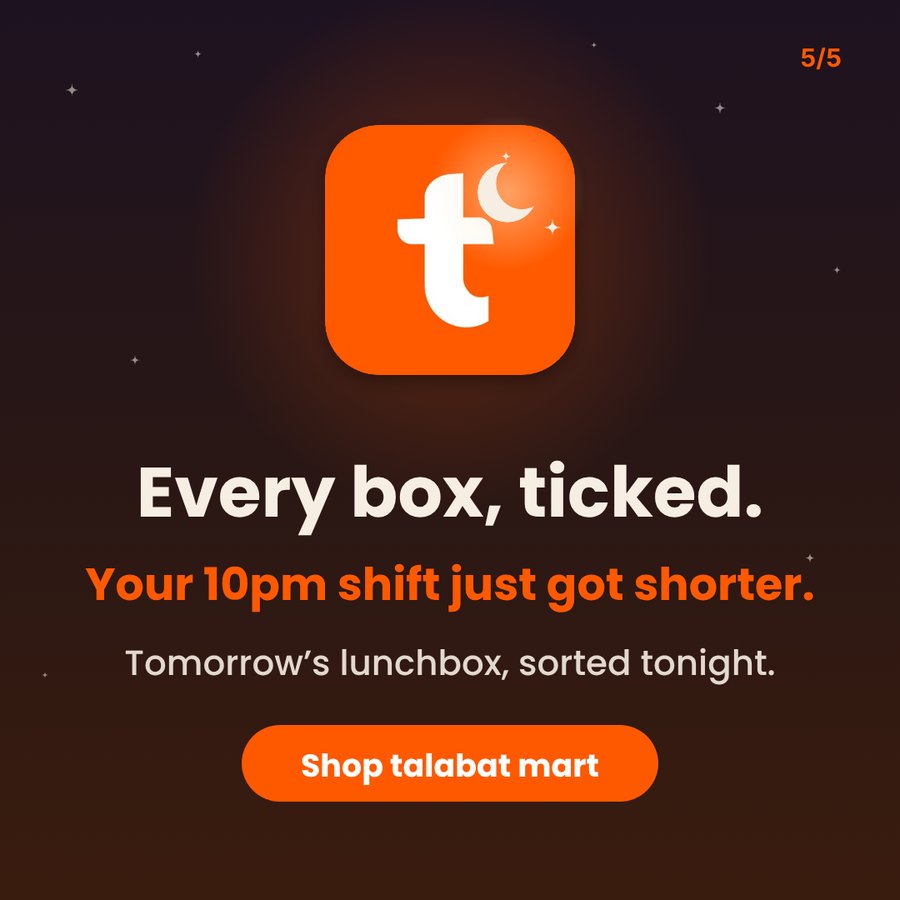 5/5
t
Every box, ticked.
Your 10pm shift just got shorter.
Tomorrow’s lunchbox, sorted tonight.
Shop talabat mart